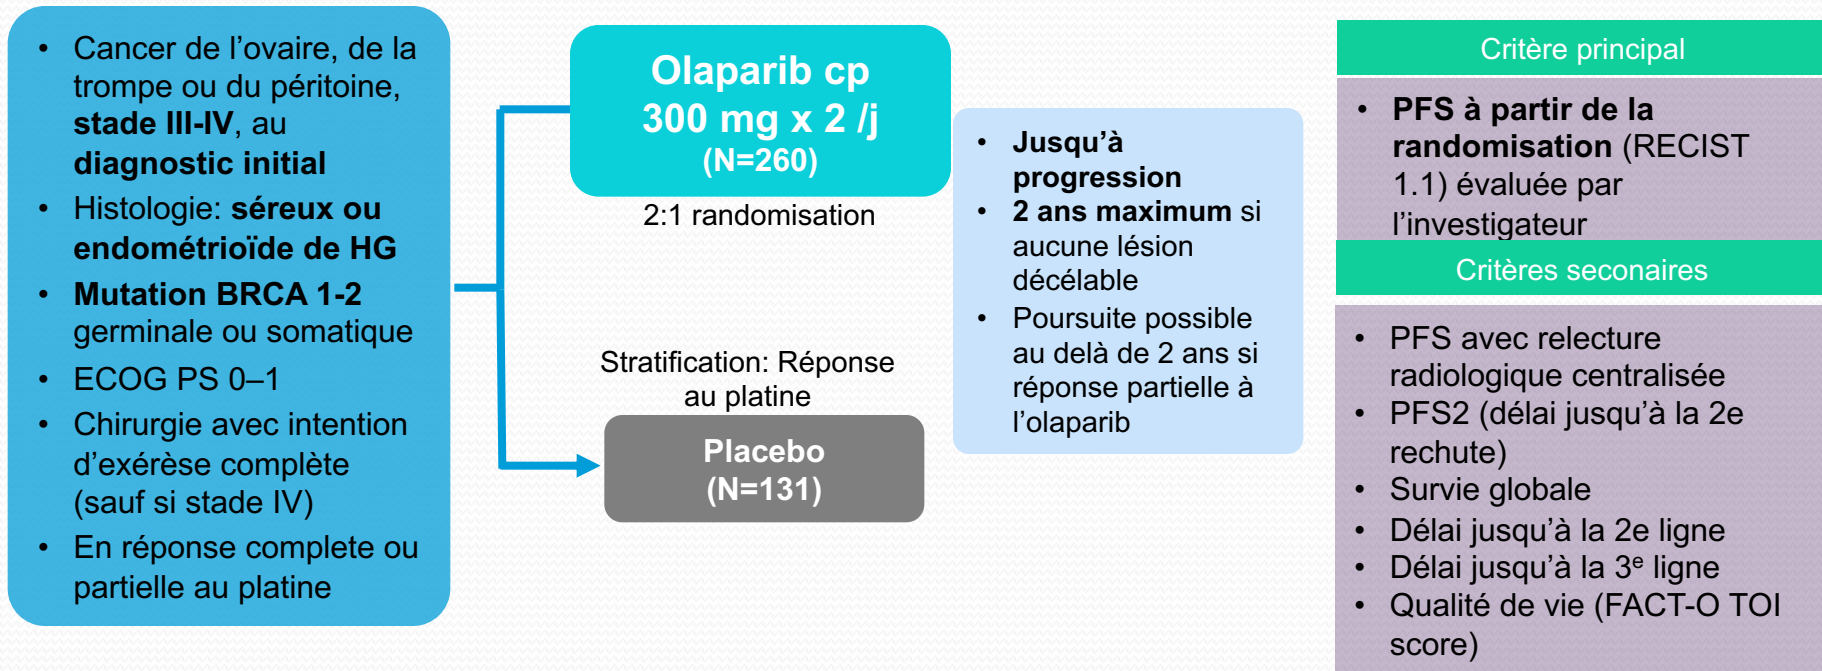 • Cancer de l’ovaire, de la
trompe ou du péritoine,
stade III-IV, au
diagnostic initial
• Histologie: séreux ou
endométrioïde de HG
• Mutation BRCA 1-2
germinale ou somatique
• ECOG PS 0–1
• Chirurgie avec intention
d’exérèse complète
(sauf si stade IV)
• En réponse complete ou
partielle au platine
Olaparib cp
300 mg x 2 /j
(N=260)
2:1 randomisation
Stratification: Réponse
au platine
Placebo
(N=131)
• Jusqu’à
progression
• 2 ans maximum si
aucune lésion
décélable
• Poursuite possible
au delà de 2 ans si
réponse partielle à
l’olaparib
Critère principal
• PFS à partir de la
randomisation (RECIST
1.1) évaluée par
l’investigateur
Critères seconaires
• PFS avec relecture
radiologique centralisée
• PFS2 (délai jusqu’à la 2e
rechute)
• Survie globale
• Délai jusqu’à la 2e ligne
• Délai jusqu’à la 3e ligne
• Qualité de vie (FACT-O TOI
score)